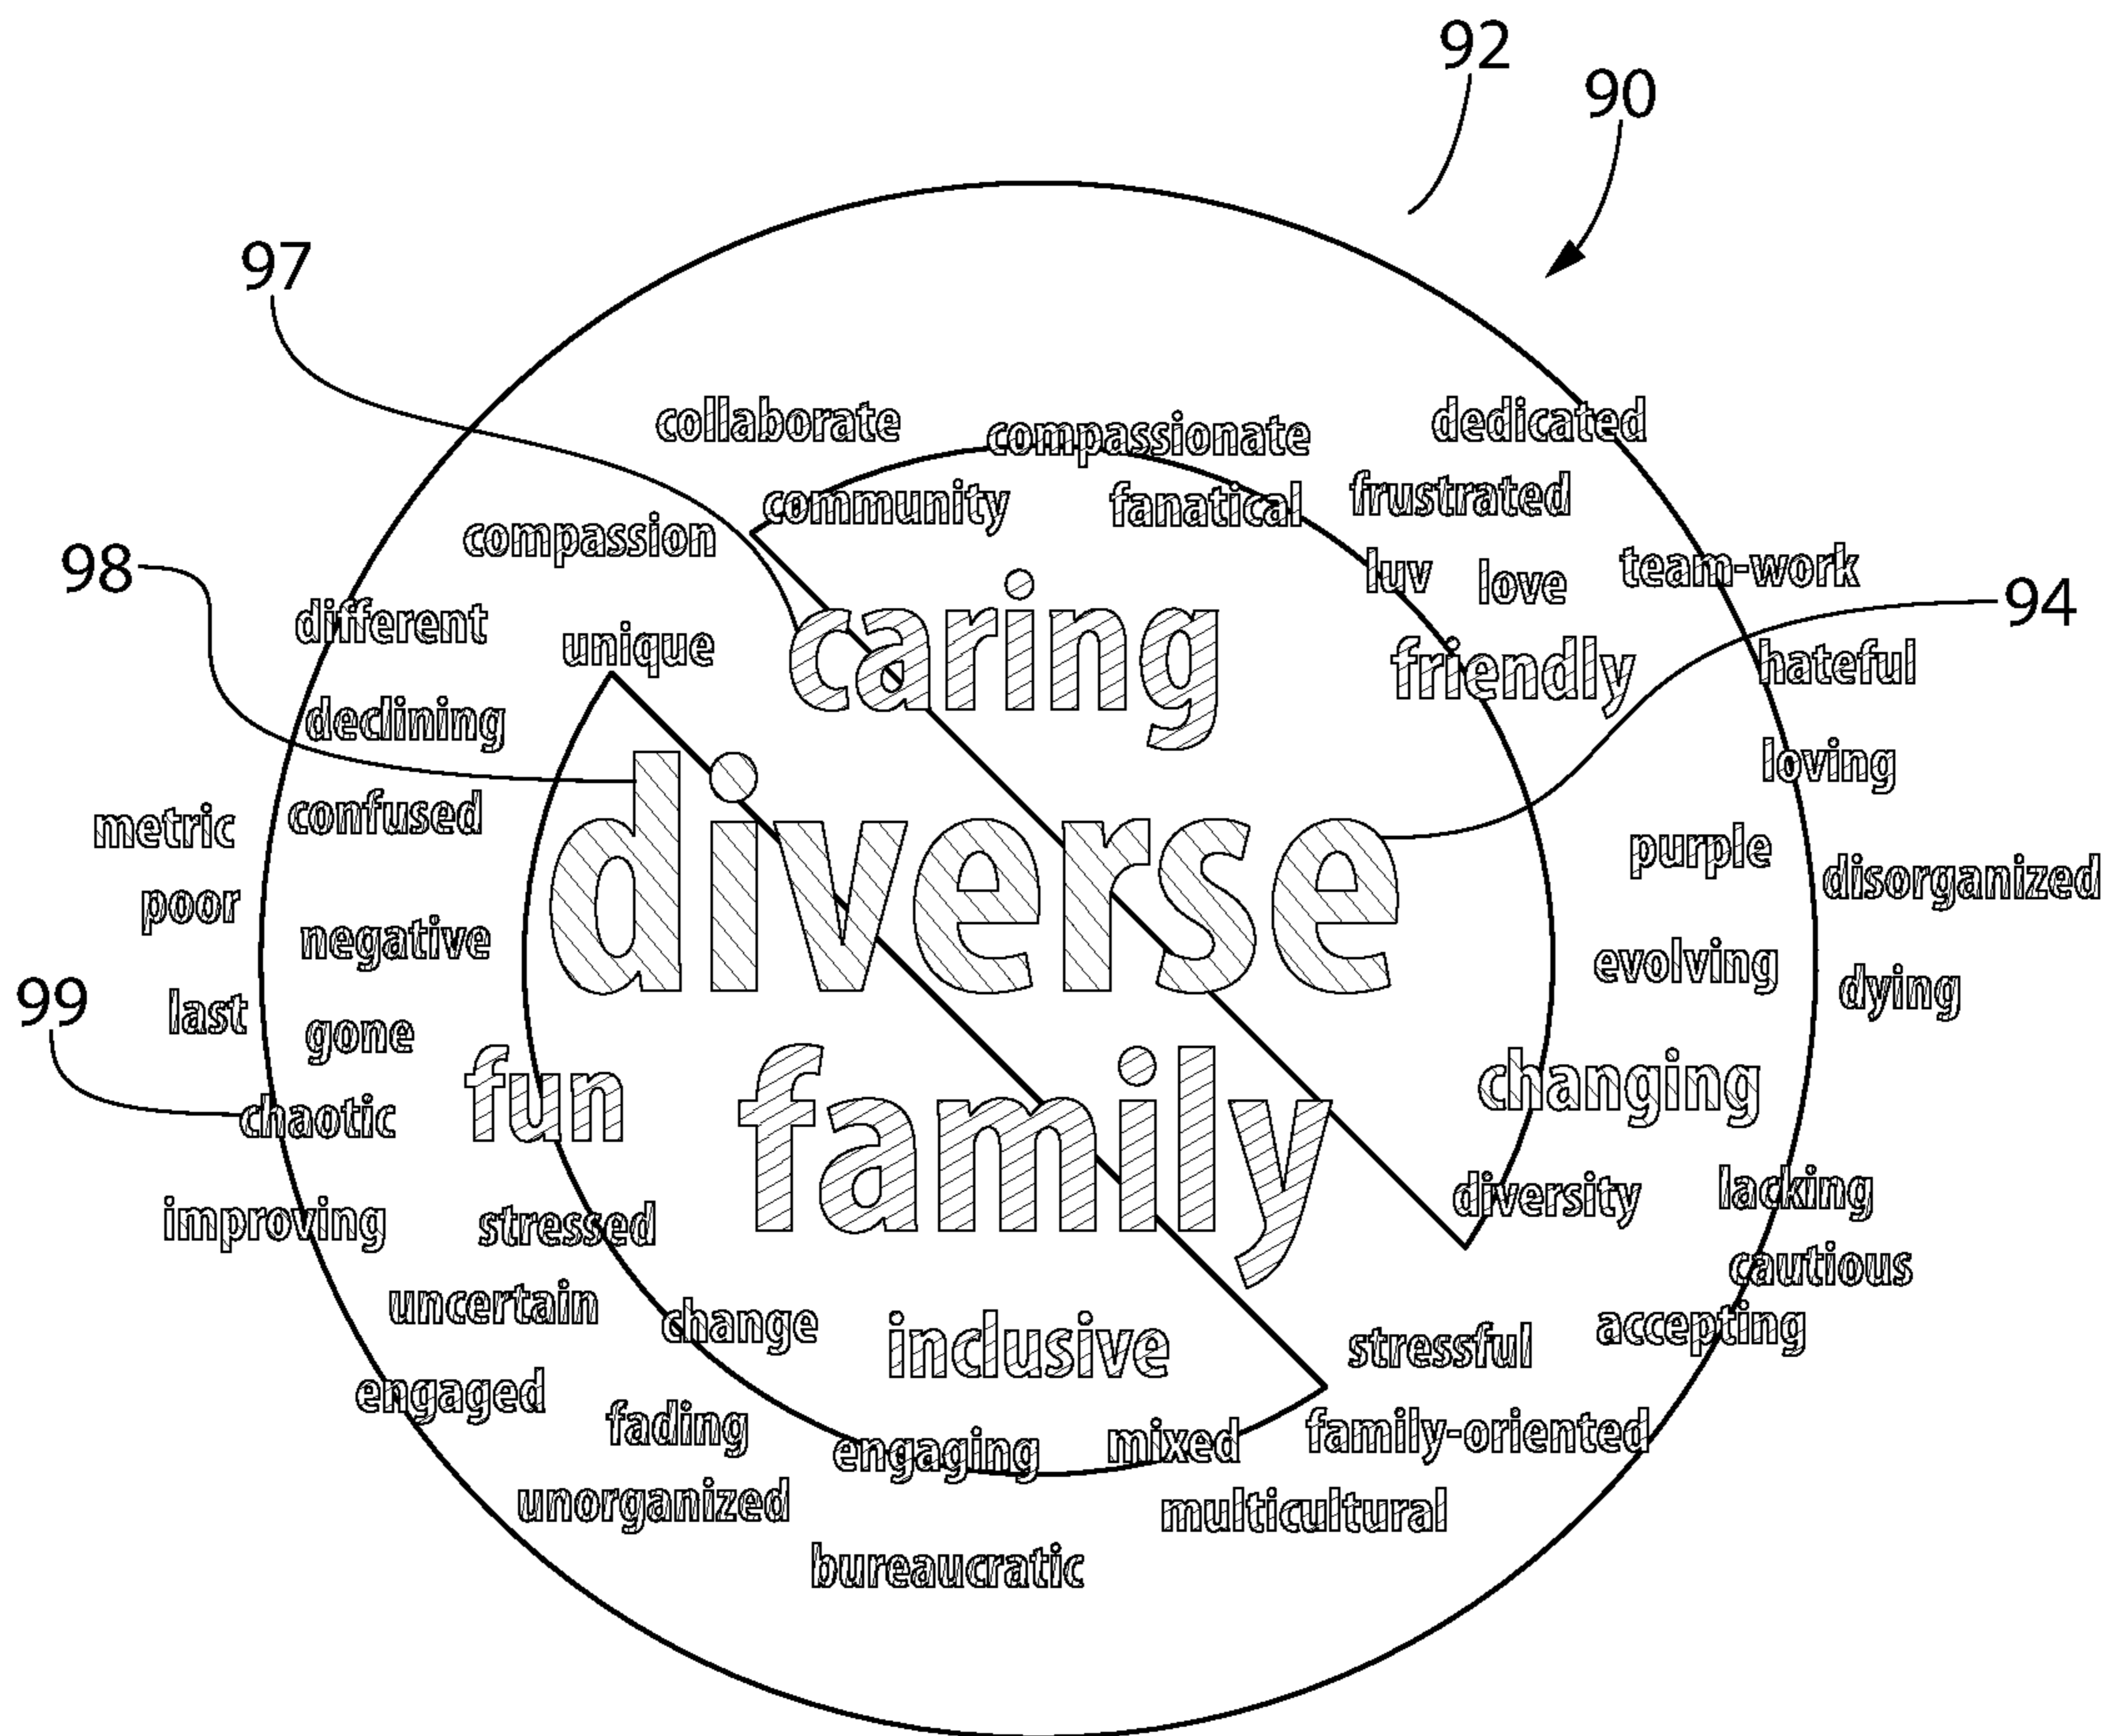 92
90
97
collaborate
compassionate
dedicated
community
fanatical
frustrated
compassion
98
luv
love
team-work
94
different
unique
caring
friendly
hateful
declining
loving
metric
confused
diverse
purple
disorganized
poor
negative
evolving
dying
99
last
gone
fun
family
changing
chaotic
improving
stressed
diversity
lacking
uncertain
change
inclusive
stressful
cautious
accepting
engaged
fading
engaging
mixed
family-oriented
unorganized
multicultural
bureaucratic